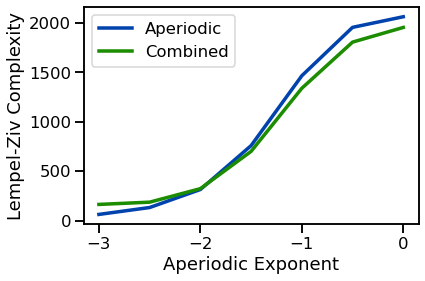 Aperiodic
Combined
Lempel-Ziv Complexity
2000
1500
1000
500
0
−3
−2
−1
0
Aperiodic Exponent